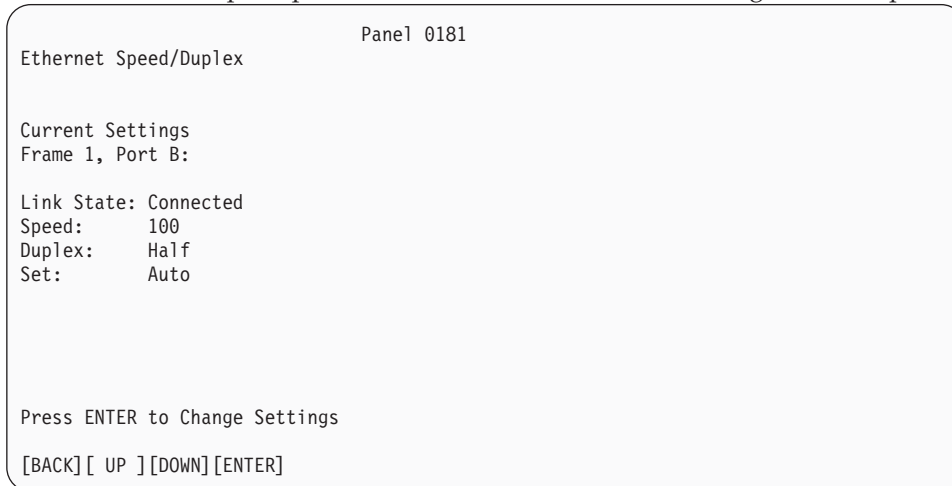 Panel 0181
Ethernet Speed/Duplex
Current Settings
Frame 1, Port B:
Link State: Connected
Speed: 100
Duplex: Half
Set: Auto
Press ENTER to Change Settings
[BACK][ UP ][DOWN][ENTER]